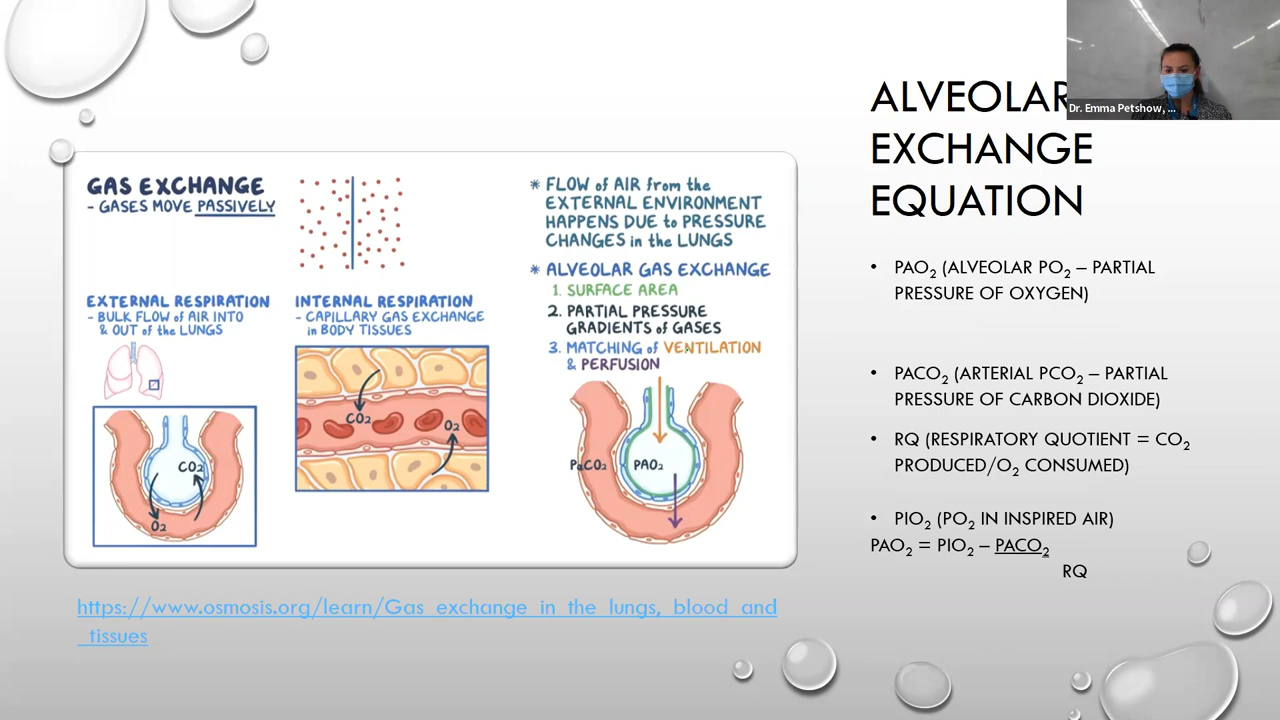 GAS EXCHANGE
- GASES MOVE PASSIVELY
EXTERNAL RESPIRATION
- BULK FLOW of AIR INTO
& OUT of the LUNGS
CO₂
O₂
INTERNAL RESPIRATION
- CAPILLARY GAS EXCHANGE
in BODY TISSUES
CO₂
O₂
* FLOW of AIR from the
EXTERNAL ENVIRONMENT
HAPPENS DUE to PRESSURE
CHANGES in the LUNGS
* ALVEOLAR GAS EXCHANGE
1. SURFACE AREA
2. PARTIAL PRESSURE
GRADIENTS of GASES
3. MATCHING of VENTILATION
& PERFUSION
PaCO₂ PAO₂
https://www.osmosis.org/learn/Gas_exchange_in_the_lungs,_blood_and
_tissues
Dr. Emma Petshow, ...
ALVEOLAR
EXCHANGE
EQUATION
• PAO₂ (ALVEOLAR PO₂ – PARTIAL
PRESSURE OF OXYGEN)
• PACO₂ (ARTERIAL PCO₂ – PARTIAL
PRESSURE OF CARBON DIOXIDE)
• RQ (RESPIRATORY QUOTIENT = CO₂
PRODUCED/O₂ CONSUMED)
• PIO₂ (PO₂ IN INSPIRED AIR)
PAO₂ = PIO₂ – PACO₂
RQ